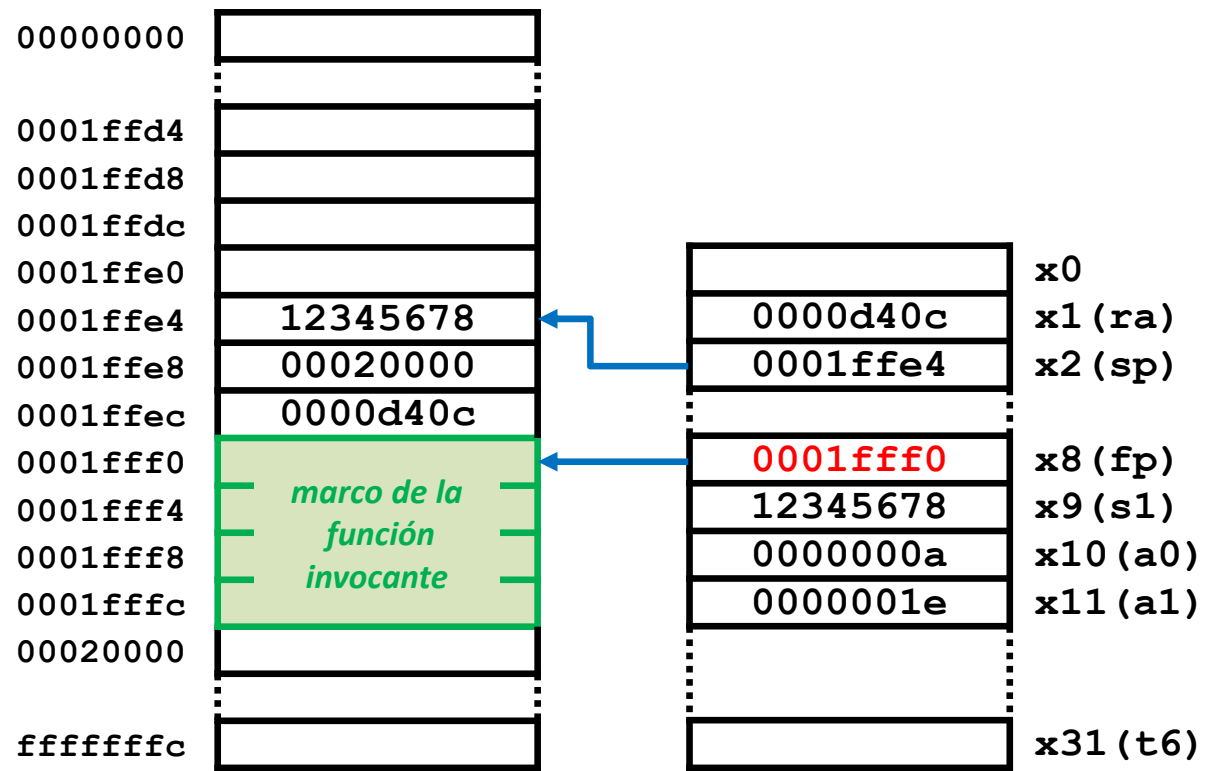 00000000
0001ffd4
0001ffd8
0001ffdc
0001ffe0
x0
0001ffe4 12345678 0000d40c x1(ra)
0001ffe8 00020000 0001ffe4 x2(sp)
0001ffec 0000d40c
0001fff0 0001fff0 x8(fp)
marco de la
0001fff4 12345678 x9(s1)
función
0001fff8 0000000a x10(a0)
invocante
0001fffc 0000001e x11(a1)
00020000
fffffffc x31(t6)